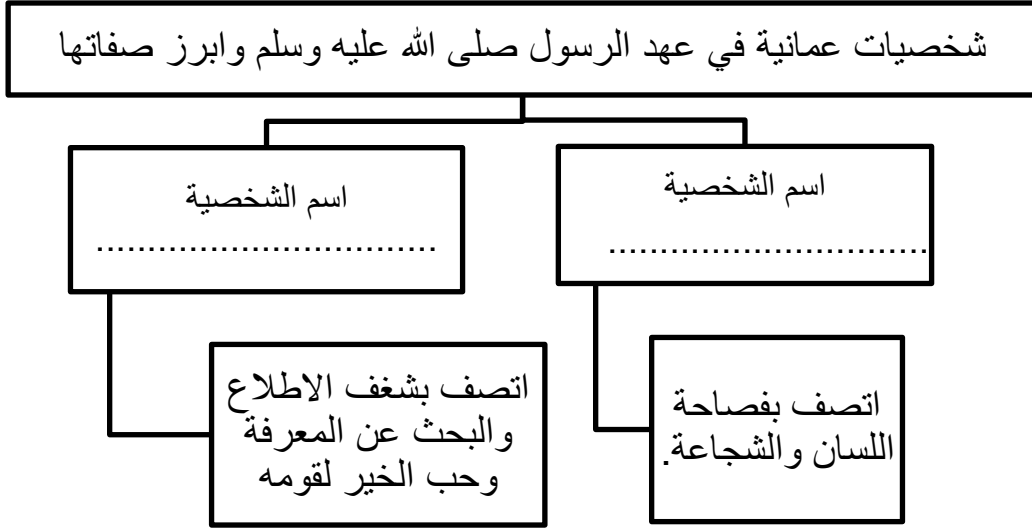 شخصيات عمانية في عهد الرسول صلى الله عليه وسلم وابرز صفاتها
اسم الشخصية
...............................
اسم الشخصية
.................................
اتصف بفصاحة
اللسان والشجاعة.
اتصف بشغف الاطلاع
والبحث عن المعرفة
وحب الخير لقومه